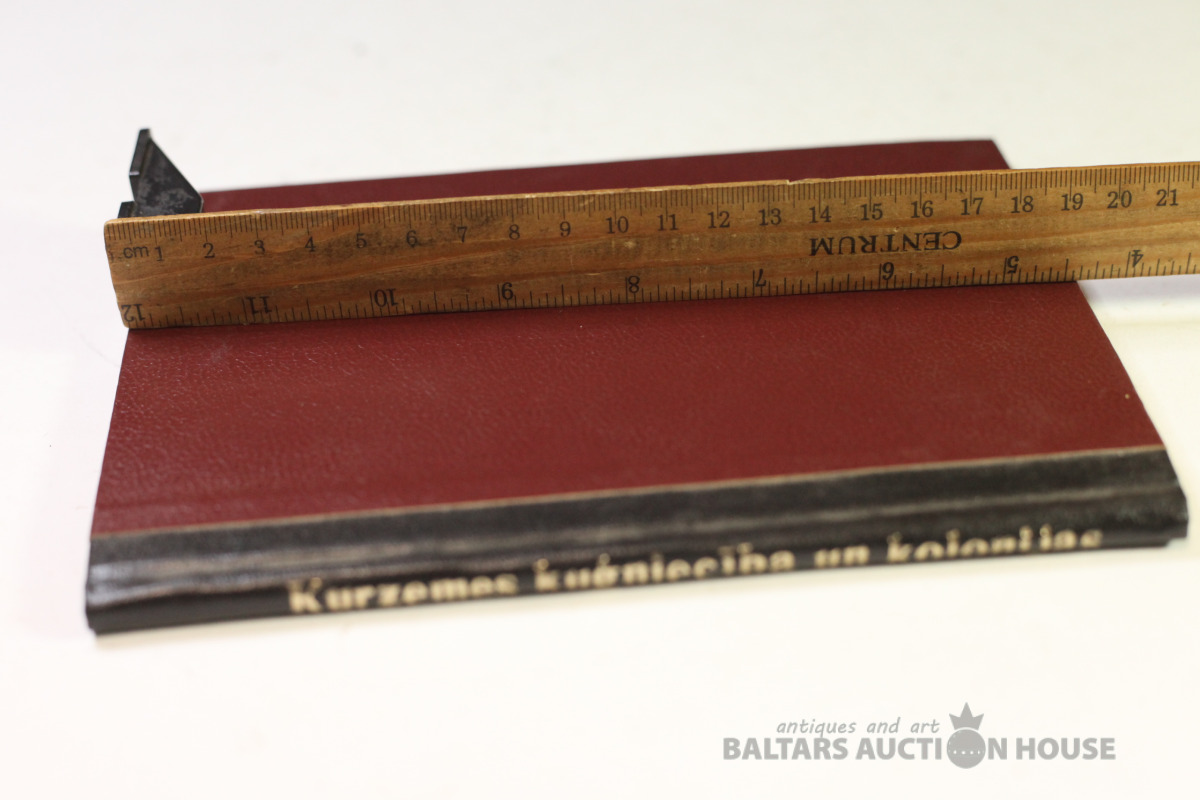 cm 1 2 3 4 5 6 7 8 9 10 11 12 13 14 15 16 17 18 19 20 21
CENTRUM
12 11 10 9 8 7 6 5 4
Kurzemes kuģniecība un kolonijas
antiques and art
BALTARS AUCTION HOUSE